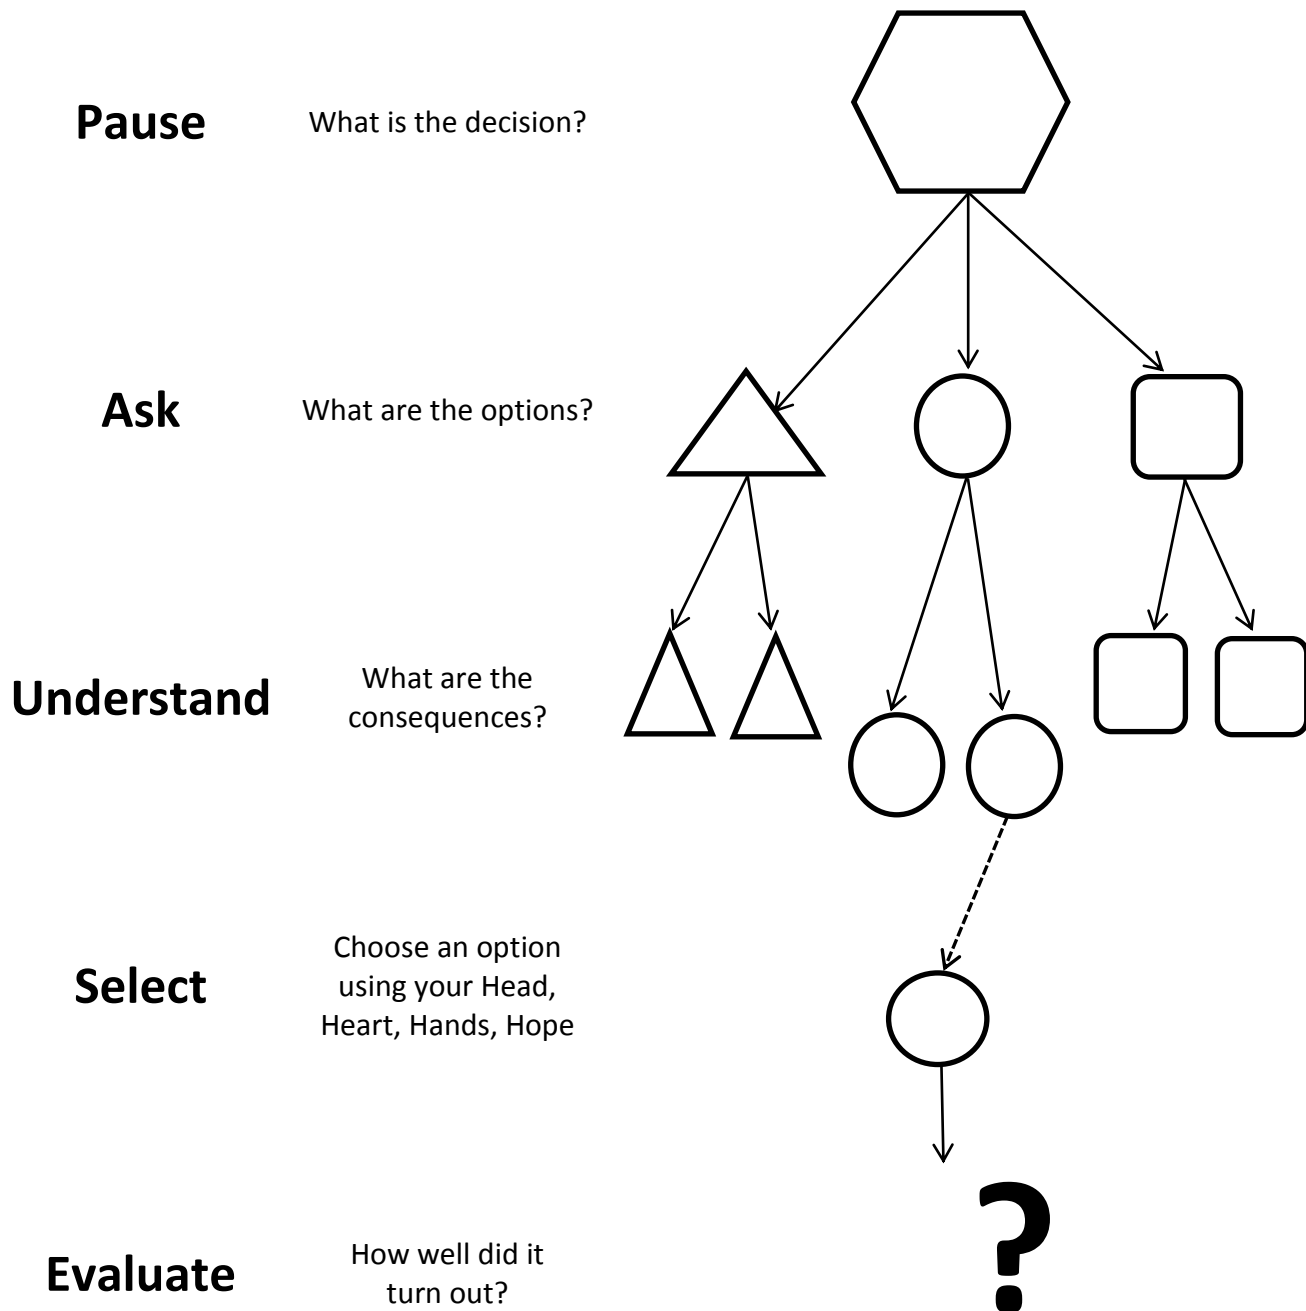 Pause
What is the decision?
Ask
What are the options?
Understand
What are the
consequences?
Select
Choose an option
using your Head,
Heart, Hands, Hope
Evaluate
How well did it
turn out?
?